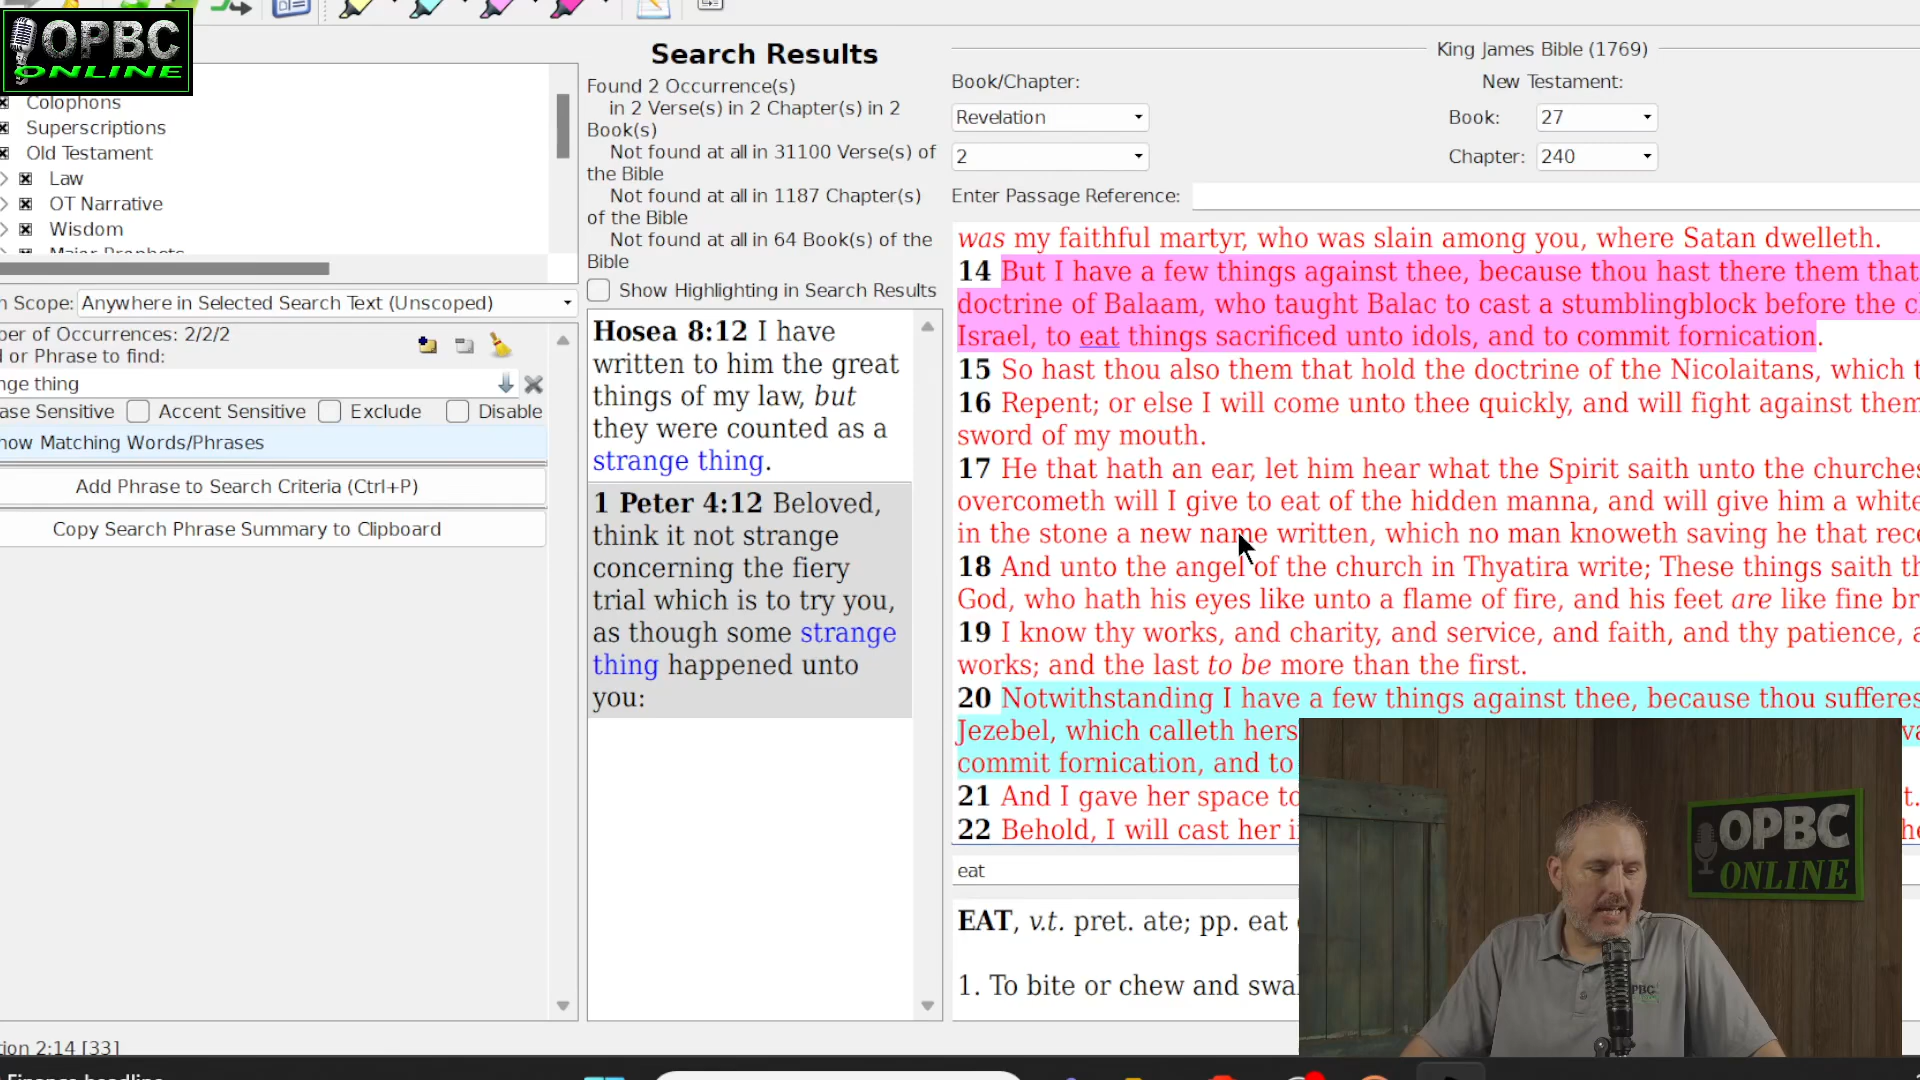 OPBC
ONLINE
Colophons
Superscriptions
Old Testament
Law
OT Narrative
Wisdom
Major Prophets
Scope: Anywhere in Selected Search Text (Unscoped)
ber of Occurrences: 2/2/2
d or Phrase to find:
nge thing
ase Sensitive Accent Sensitive Exclude Disable
how Matching Words/Phrases
Add Phrase to Search Criteria (Ctrl+P)
Copy Search Phrase Summary to Clipboard
tion 2:14 [33]
Search Results
Found 2 Occurrence(s)
in 2 Verse(s) in 2 Chapter(s) in 2
Book(s)
Not found at all in 31100 Verse(s) of
the Bible
Not found at all in 1187 Chapter(s)
of the Bible
Not found at all in 64 Book(s) of the
Bible
Show Highlighting in Search Results
Hosea 8:12 I have
written to him the great
things of my law, but
they were counted as a
strange thing.
1 Peter 4:12 Beloved,
think it not strange
concerning the fiery
trial which is to try you,
as though some strange
thing happened unto
you:
King James Bible (1769)
Book/Chapter: New Testament:
Revelation Book: 27
2 Chapter: 240
Enter Passage Reference:
was my faithful martyr, who was slain among you, where Satan dwelleth.
14 But I have a few things against thee, because thou hast there them that
doctrine of Balaam, who taught Balac to cast a stumblingblock before the c
Israel, to eat things sacrificed unto idols, and to commit fornication.
15 So hast thou also them that hold the doctrine of the Nicolaitans, which t
16 Repent; or else I will come unto thee quickly, and will fight against them
sword of my mouth.
17 He that hath an ear, let him hear what the Spirit saith unto the churches
overcometh will I give to eat of the hidden manna, and will give him a white
in the stone a new name written, which no man knoweth saving he that rece
18 And unto the angel of the church in Thyatira write; These things saith th
God, who hath his eyes like unto a flame of fire, and his feet are like fine br
19 I know thy works, and charity, and service, and faith, and thy patience, a
works; and the last to be more than the first.
20 Notwithstanding I have a few things against thee, because thou sufferes
Jezebel, which calleth hers
commit fornication, and to
21 And I gave her space to
22 Behold, I will cast her i
eat
EAT, v.t. pret. ate; pp. eat
1. To bite or chew and swal
OPBC
ONLINE